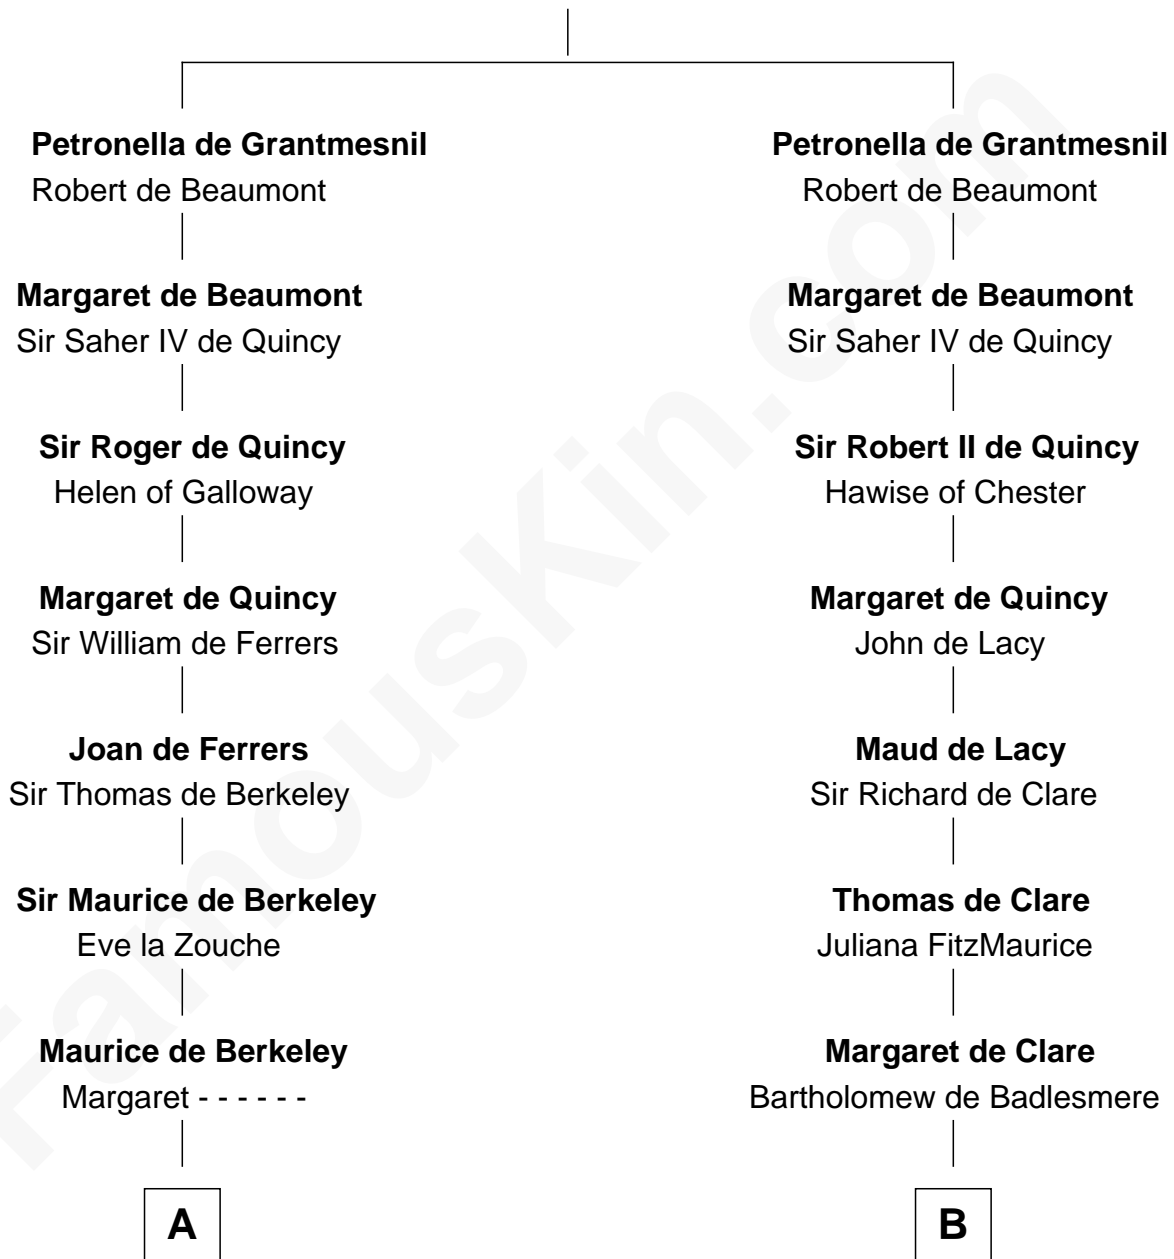 Petronella de Grantmesnil
Robert de Beaumont
Margaret de Beaumont
Sir Saher IV de Quincy
Sir Roger de Quincy
Helen of Galloway
Margaret de Quincy
Sir William de Ferrers
Joan de Ferrers
Sir Thomas de Berkeley
Sir Maurice de Berkeley
Eve la Zouche
Maurice de Berkeley
Margaret - - - - - -
A
Petronella de Grantmesnil
Robert de Beaumont
Margaret de Beaumont
Sir Saher IV de Quincy
Sir Robert II de Quincy
Hawise of Chester
Margaret de Quincy
John de Lacy
Maud de Lacy
Sir Richard de Clare
Thomas de Clare
Juliana FitzMaurice
Margaret de Clare
Bartholomew de Badlesmere
B
FamousKin.com